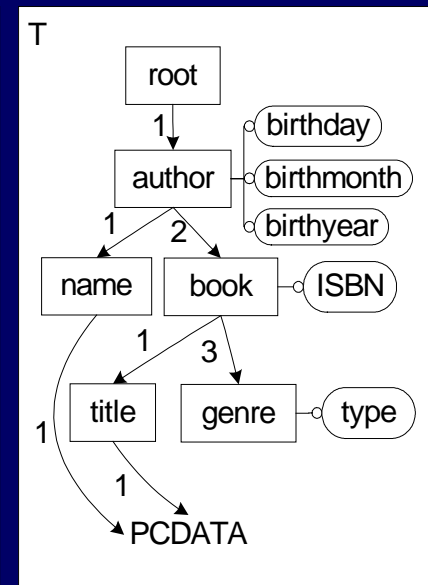 T
root
1
birthday
author
birthmonth
birthyear
1
2
name
book
ISBN
1
3
title
genre
type
1
1
PCDATA